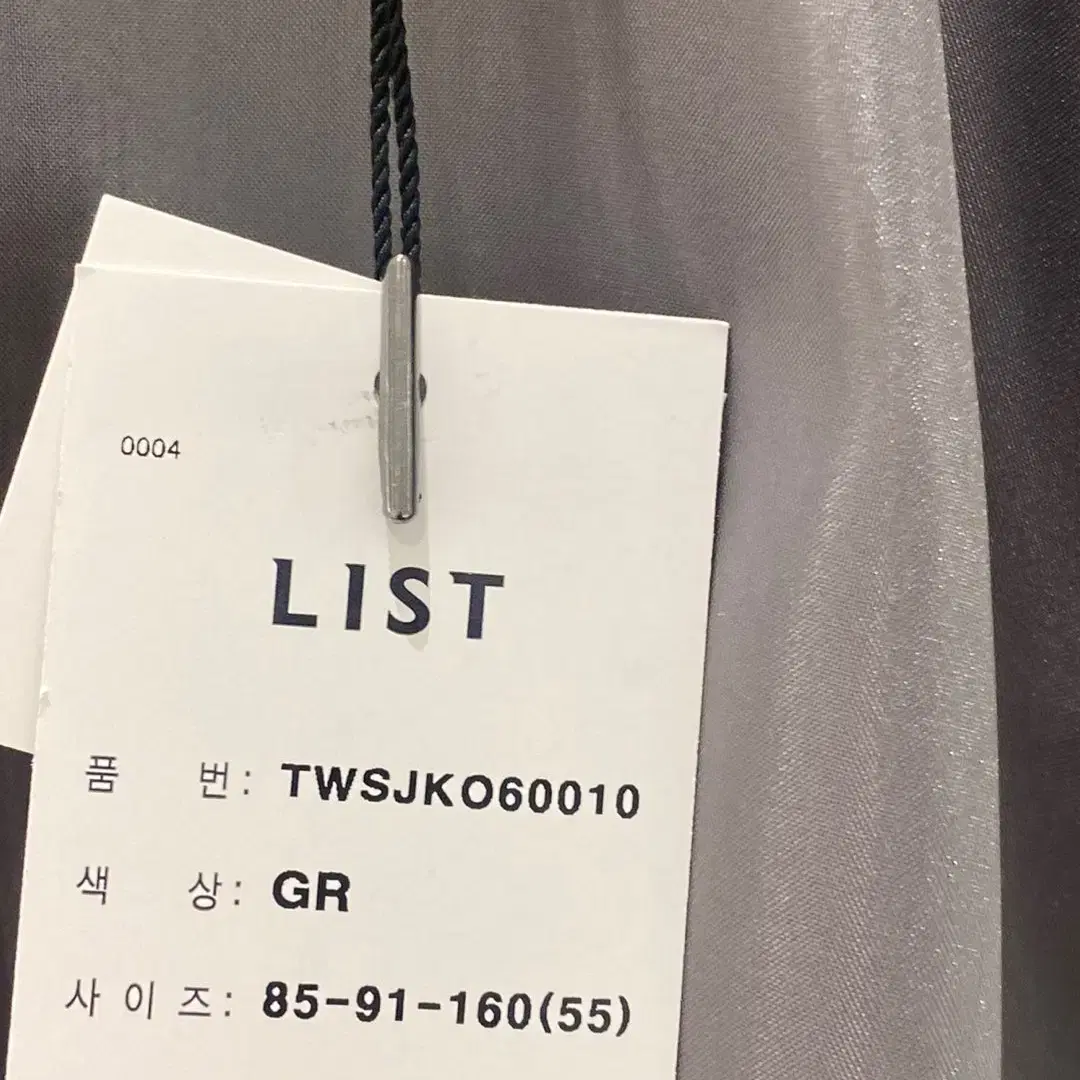 0004
LIST
품 번: TWSJKO60010
색 상: GR
사 이 즈: 85-91-160(55)